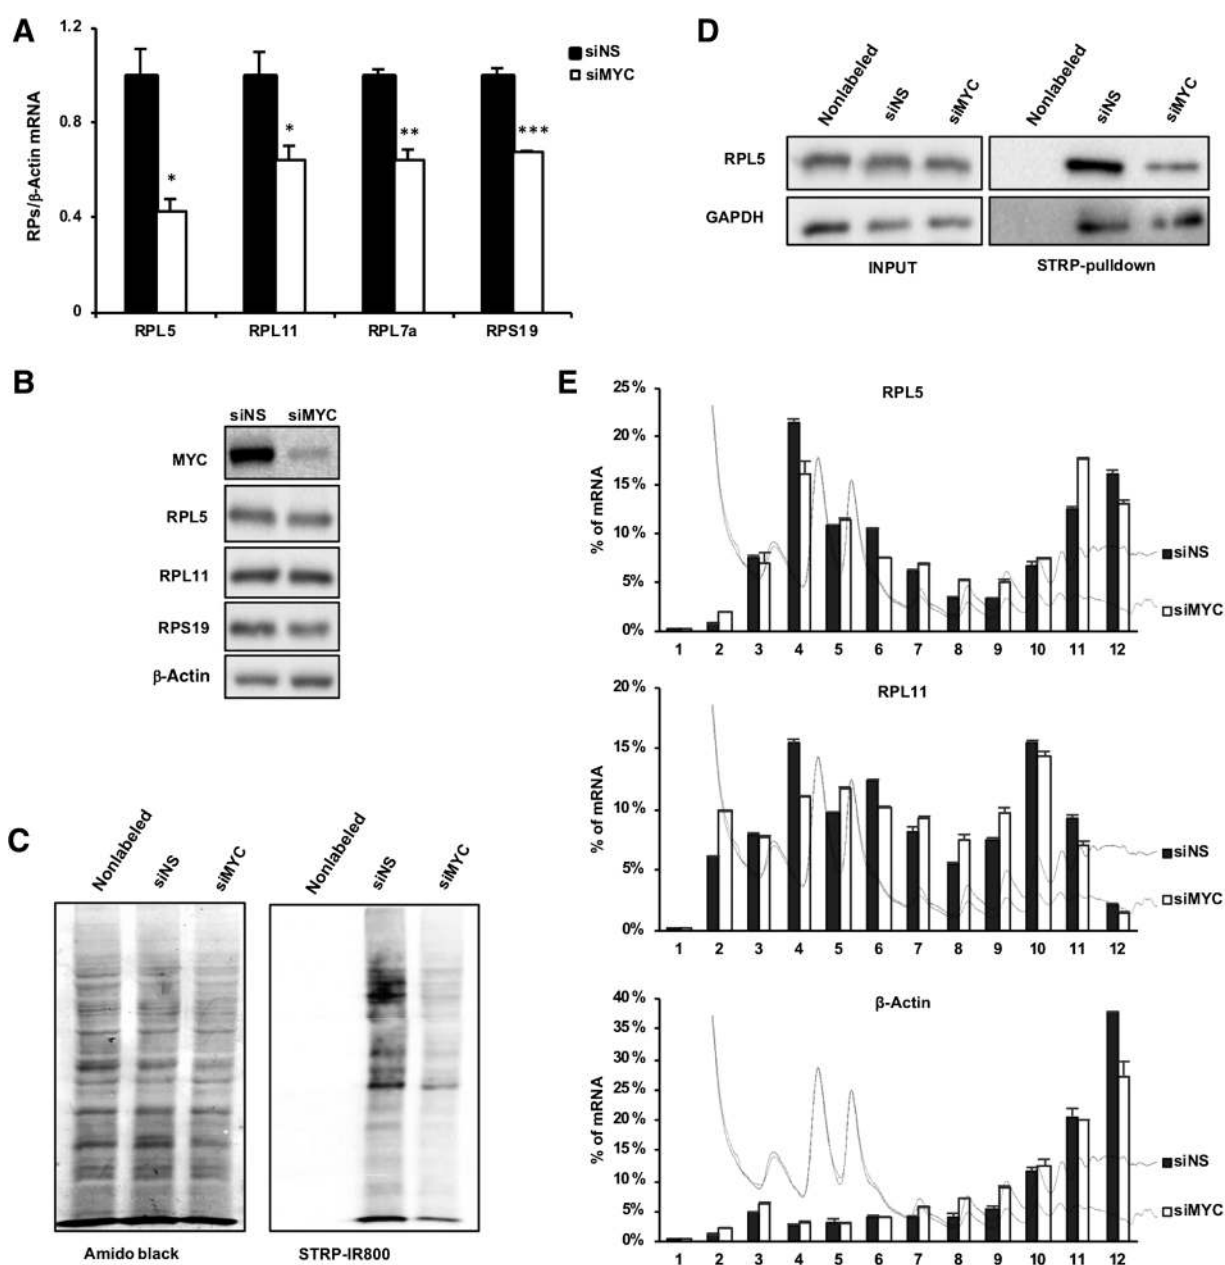 A
1.2
0.8
0.4
0
RPs/β-Actin mRNA
* * ** ***
siNS
siMYC
RPL5 RPL11 RPL7a RPS19
B
siNS siMYC
MYC
RPL5
RPL11
RPS19
β-Actin
C
Nonlabeled siNS siMYC
Nonlabeled siNS siMYC
Amido black
STRP-IR800
D
Nonlabeled siNS siMYC
Nonlabeled siNS siMYC
RPL5
GAPDH
INPUT
STRP-pulldown
E
RPL5
25%
20%
15%
10%
5%
0%
% of mRNA
siNS
siMYC
1 2 3 4 5 6 7 8 9 10 11 12
RPL11
20%
15%
10%
5%
0%
% of mRNA
siNS
siMYC
1 2 3 4 5 6 7 8 9 10 11 12
β-Actin
40%
35%
30%
25%
20%
15%
10%
5%
0%
% of mRNA
siNS
siMYC
1 2 3 4 5 6 7 8 9 10 11 12